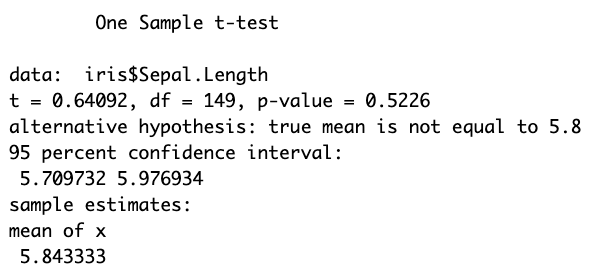 One Sample t-test
data:  iris$Sepal.Length
t = 0.64092, df = 149, p-value = 0.5226
alternative hypothesis: true mean is not equal to 5.8
95 percent confidence interval:
5.709732 5.976934
sample estimates:
mean of x
5.843333